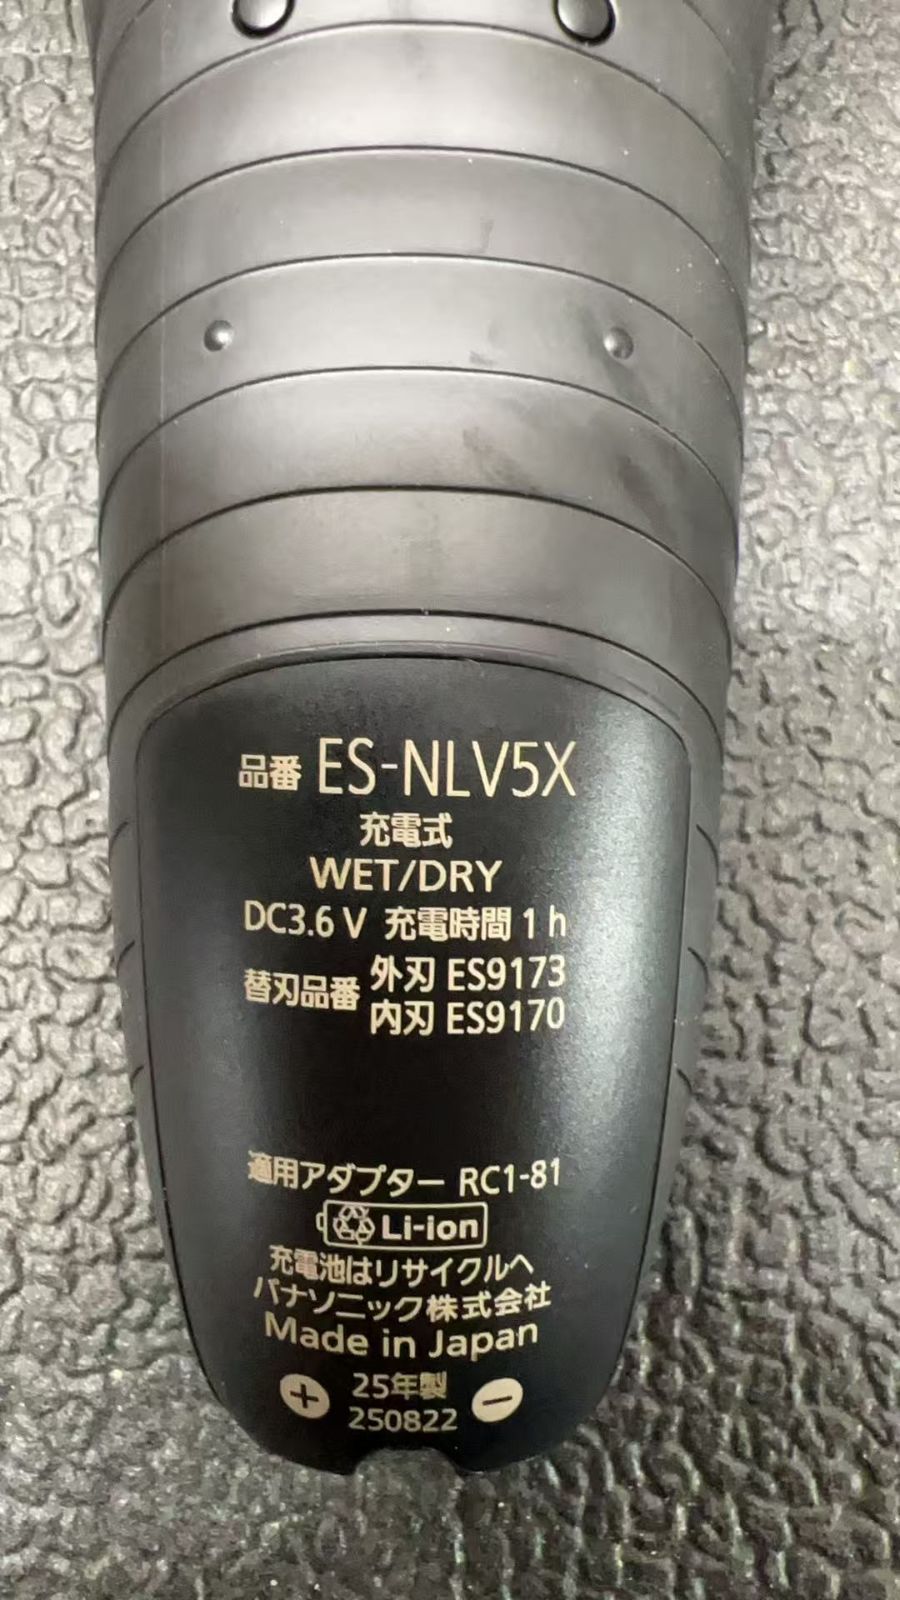 品番 ES-NLV5X
充電式
WET/DRY
DC3.6 V 充電時間 1 h
替刃品番 外刃 ES9173
内刃 ES9170
適用アダプター RC1-81
Li-ion
充電池はリサイクルへ
パナソニック株式会社
Made in Japan
+ 25年製 −
250822